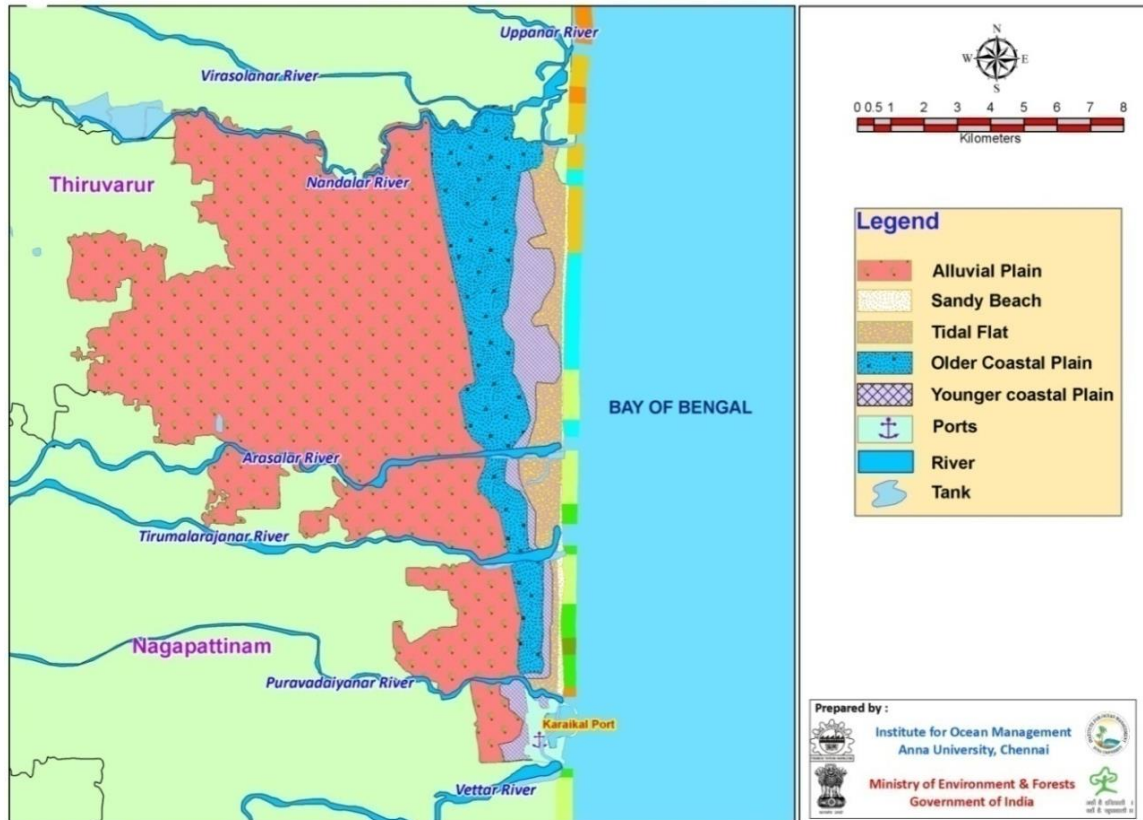 Uppanar River
Virasolanar River
Thiruvarur
Nandalar River
Arasalar River
Tirumalarajanar River
Nagapattinam
Puravadaiyanar River
Karaikal Port
Vettar River
BAY OF BENGAL
N
W E
S
0 0.5 1 2 3 4 5 6 7 8
Kilometers
Legend
Alluvial Plain
Sandy Beach
Tidal Flat
Older Coastal Plain
Younger coastal Plain
Ports
River
Tank
Prepared by :
Institute for Ocean Management
Anna University, Chennai
Ministry of Environment & Forests
Government of India